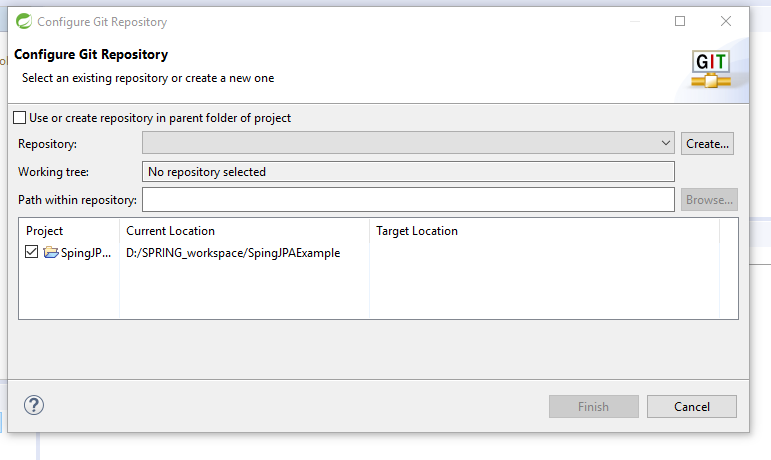 Configure Git Repository
Configure Git Repository
Select an existing repository or create a new one
GIT
Use or create repository in parent folder of project
Repository:
Create...
Working tree:
No repository selected
Path within repository:
Browse...
Project Current Location Target Location
SpingJP... D:/SPRING_workspace/SpingJPAExample
?
Finish Cancel